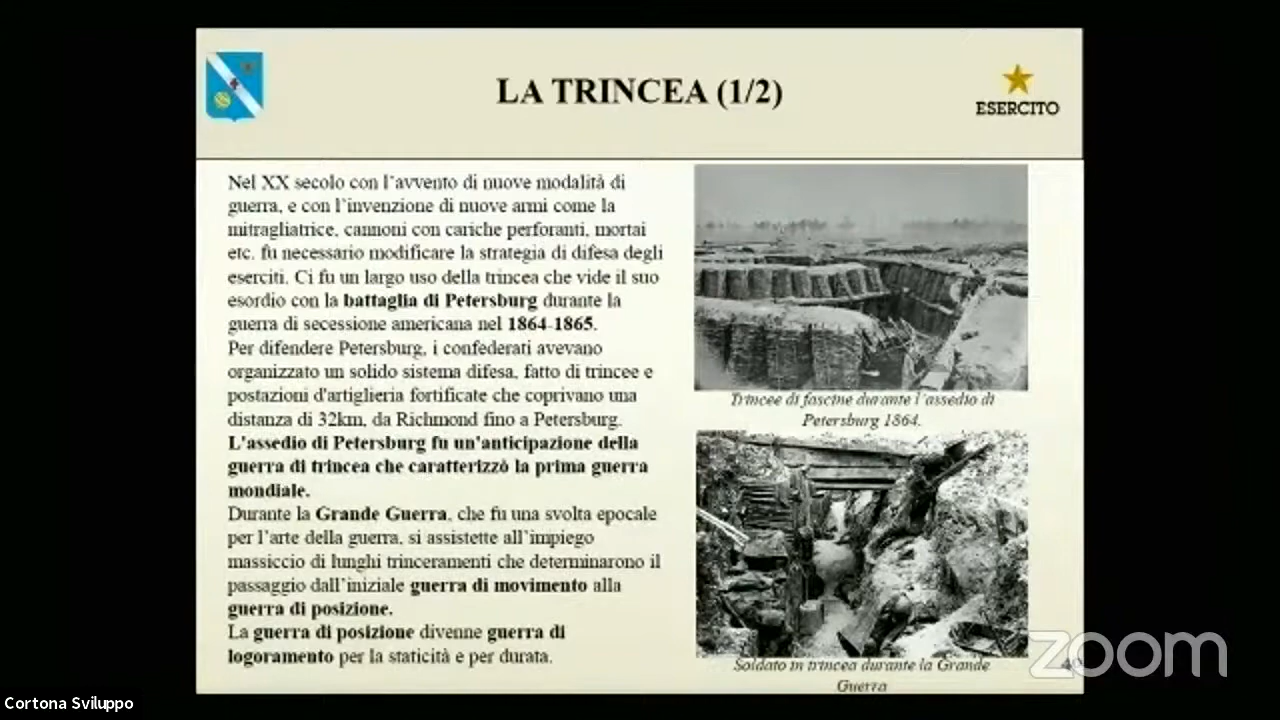 LA TRINCEA (1/2)
ESERCITO
Nel XX secolo con l'avvento di nuove modalità di
guerra, e con l'invenzione di nuove armi come la
mitragliatrice, cannoni con cariche perforanti, mortai
etc. fu necessario modificare la strategia di difesa degli
eserciti. Ci fu un largo uso della trincea che vide il suo
esordio con la battaglia di Petersburg durante la
guerra di secessione americana nel 1864-1865.
Per difendere Petersburg, i confederati avevano
organizzato un solido sistema difesa, fatto di trincee e
postazioni d'artiglieria fortificate che coprivano una
distanza di 32km, da Richmond fino a Petersburg.
L'assedio di Petersburg fu un'anticipazione della
guerra di trincea che caratterizzò la prima guerra
mondiale.
Durante la Grande Guerra, che fu una svolta epocale
per l'arte della guerra, si assistette all'impiego
massiccio di lunghi trinceramenti che determinarono il
passaggio dall'iniziale guerra di movimento alla
guerra di posizione.
La guerra di posizione divenne guerra di
logoramento per la staticità e per durata.
Trincee di fascine durante l'assedio di
Petersburg 1864.
Soldato in trincea durante la Grande
Guerra
zoom
Cortona Sviluppo